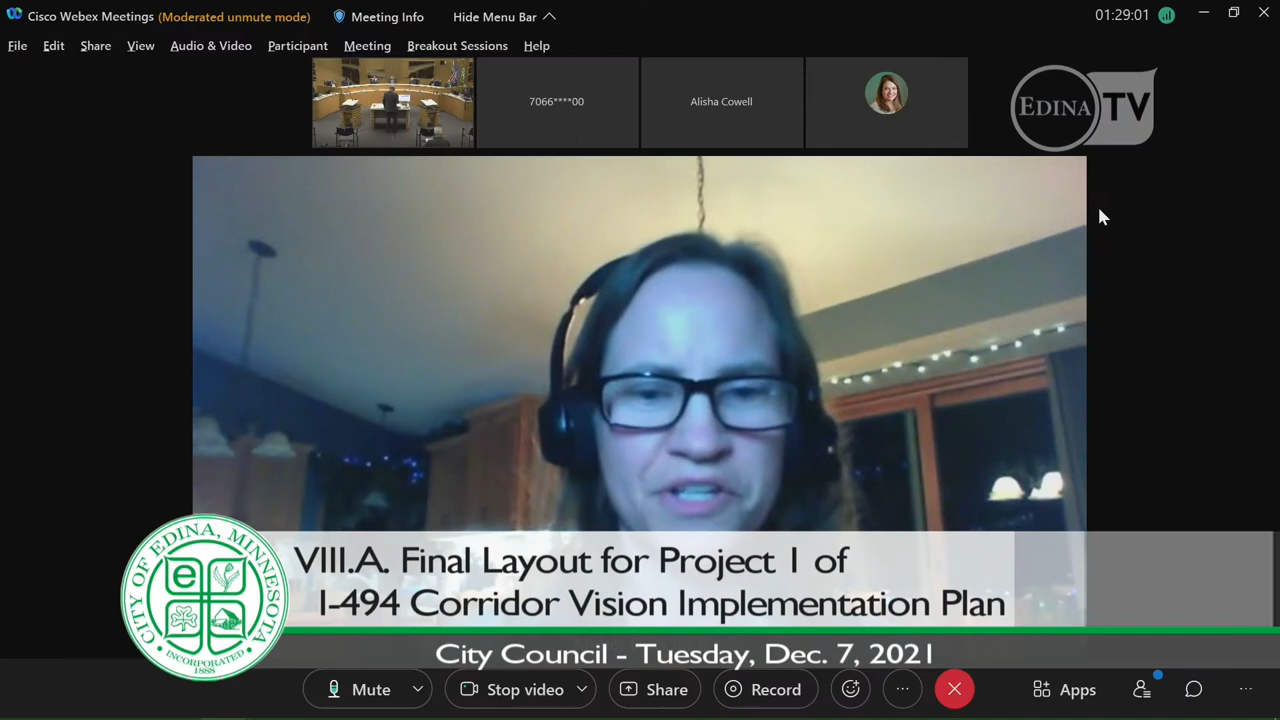 Cisco Webex Meetings (Moderated unmute mode) Meeting Info Hide Menu Bar 01:29:01
File Edit Share View Audio & Video Participant Meeting Breakout Sessions Help
7066****00
Alisha Cowell
EDINA TV
VIII.A. Final Layout for Project 1 of
I-494 Corridor Vision Implementation Plan
City Council - Tuesday, Dec. 7, 2021
CITY OF EDINA, MINNESOTA
e
INCORPORATED
1888
Mute Stop video Share Record Apps